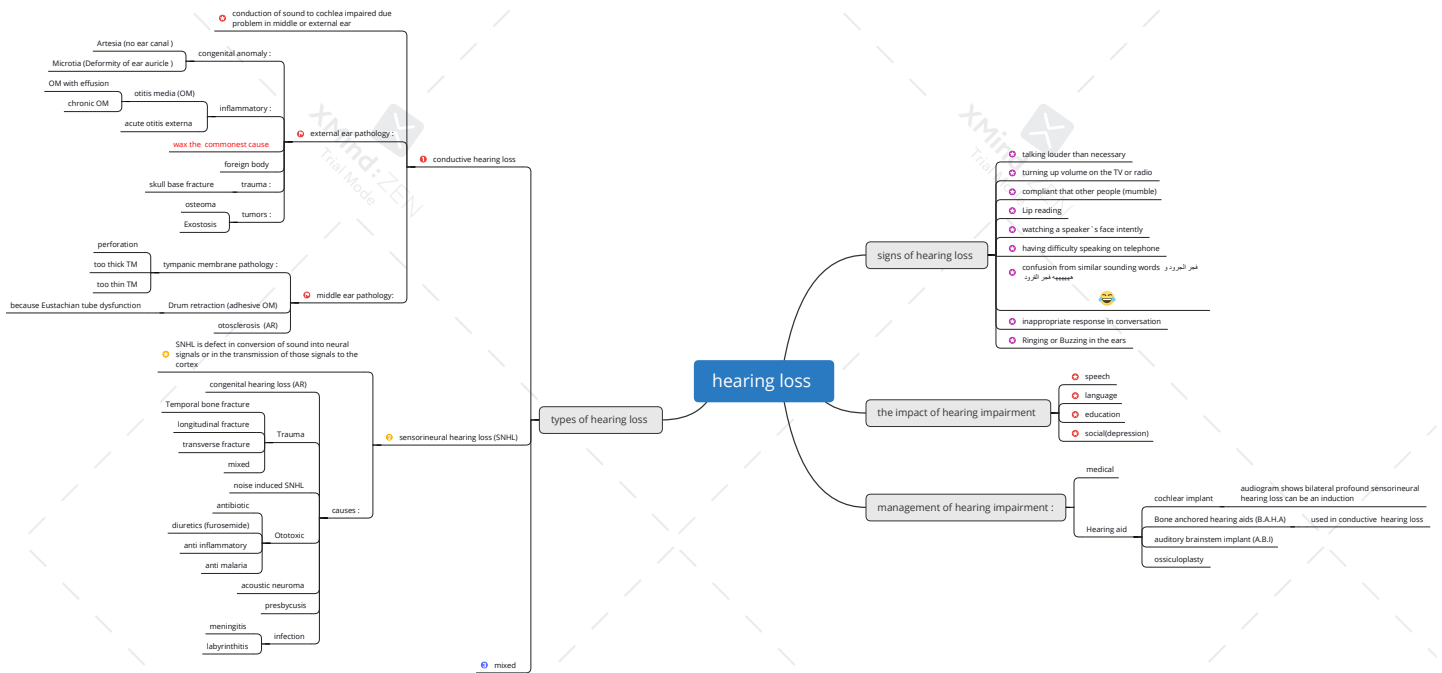 hearing loss
types of hearing loss
conductive hearing loss
conduction of sound to cochlea impaired due
problem in middle or external ear
external ear pathology :
congenital anomaly :
Artesia (no ear canal )
Microtia (Deformity of ear auricle )
inflammatory :
otitis media (OM)
OM with effusion
chronic OM
acute otitis externa
wax the commonest cause
foreign body
trauma :
skull base fracture
tumors :
osteoma
Exostosis
middle ear pathology:
tympanic membrane pathology :
perforation
too thick TM
too thin TM
Drum retraction (adhesive OM)
because Eustachian tube dysfunction
otosclerosis (AR)
sensorineural hearing loss (SNHL)
SNHL is defect in conversion of sound into neural
signals or in the transmission of those signals to the
cortex
causes :
congenital hearing loss (AR)
Trauma
Temporal bone fracture
longitudinal fracture
transverse fracture
mixed
noise induced SNHL
Ototoxic
antibiotic
diuretics (furosemide)
anti inflammatory
anti malaria
acoustic neuroma
presbycusis
infection
meningitis
labyrinthitis
mixed
signs of hearing loss
talking louder than necessary
turning up volume on the TV or radio
compliant that other people (mumble)
Lip reading
watching a speaker`s face intently
having difficulty speaking on telephone
confusion from similar sounding words فجر الجرود و
هههههههه فجر القرود
😂
inappropriate response in conversation
Ringing or Buzzing in the ears
the impact of hearing impairment
speech
language
education
social(depression)
management of hearing impairment :
medical
Hearing aid
cochlear implant
audiogram shows bilateral profound sensorineural
hearing loss can be an induction
Bone anchored hearing aids (B.A.H.A)
used in conductive hearing loss
auditory brainstem implant (A.B.I)
ossiculoplasty
XMind: ZEN
Trial Mode
XMind: ZEN
Trial Mode